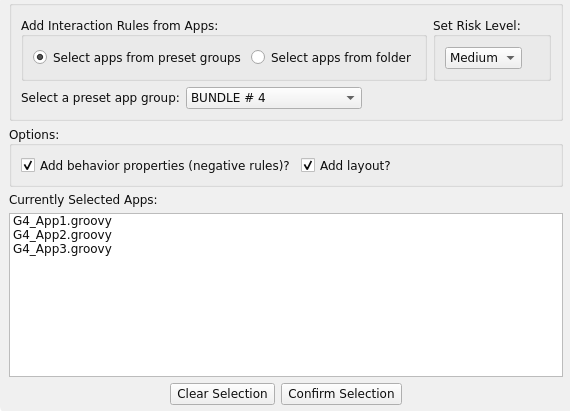 Add Interaction Rules from Apps:
Set Risk Level:
Select apps from preset groups
Select apps from folder
Medium
Select a preset app group:
BUNDLE # 4
Options:
Add behavior properties (negative rules)?
Add layout?
Currently Selected Apps:
G4_App1.groovy
G4_App2.groovy
G4_App3.groovy
Clear Selection
Confirm Selection